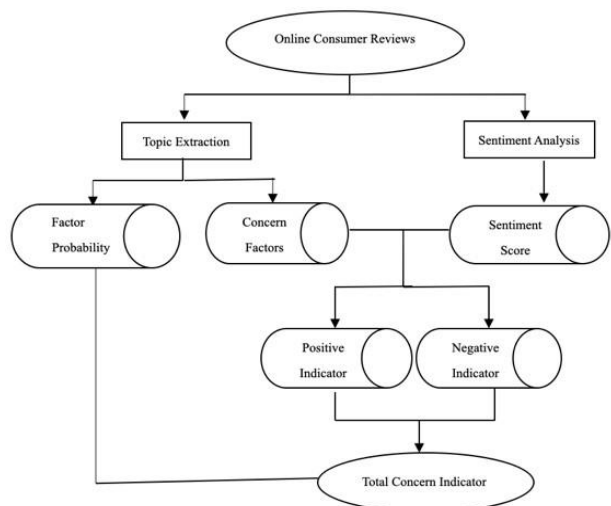 Online Consumer Reviews
Topic Extraction
Sentiment Analysis
Factor
Probability
Concern
Factors
Sentiment
Score
Positive
Indicator
Negative
Indicator
Total Concern Indicator